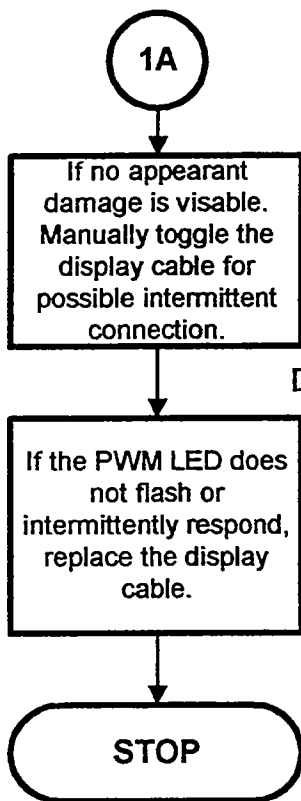 1A
If no appearant
damage is visable.
Manually toggle the
display cable for
possible intermittent
connection.
If the PWM LED does
not flash or
intermittently respond,
replace the display
cable.
STOP